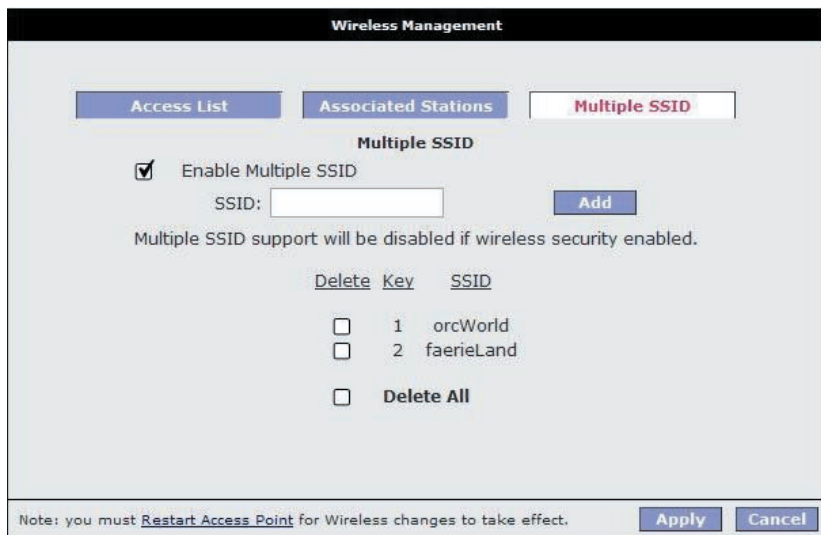 Wireless Management
Access List Associated Stations Multiple SSID
Multiple SSID
Enable Multiple SSID
SSID: Add
Multiple SSID support will be disabled if wireless security enabled.
Delete Key SSID
1 orcWorld
2 faerieLand
Delete All
Note: you must Restart Access Point for Wireless changes to take effect. Apply Cancel